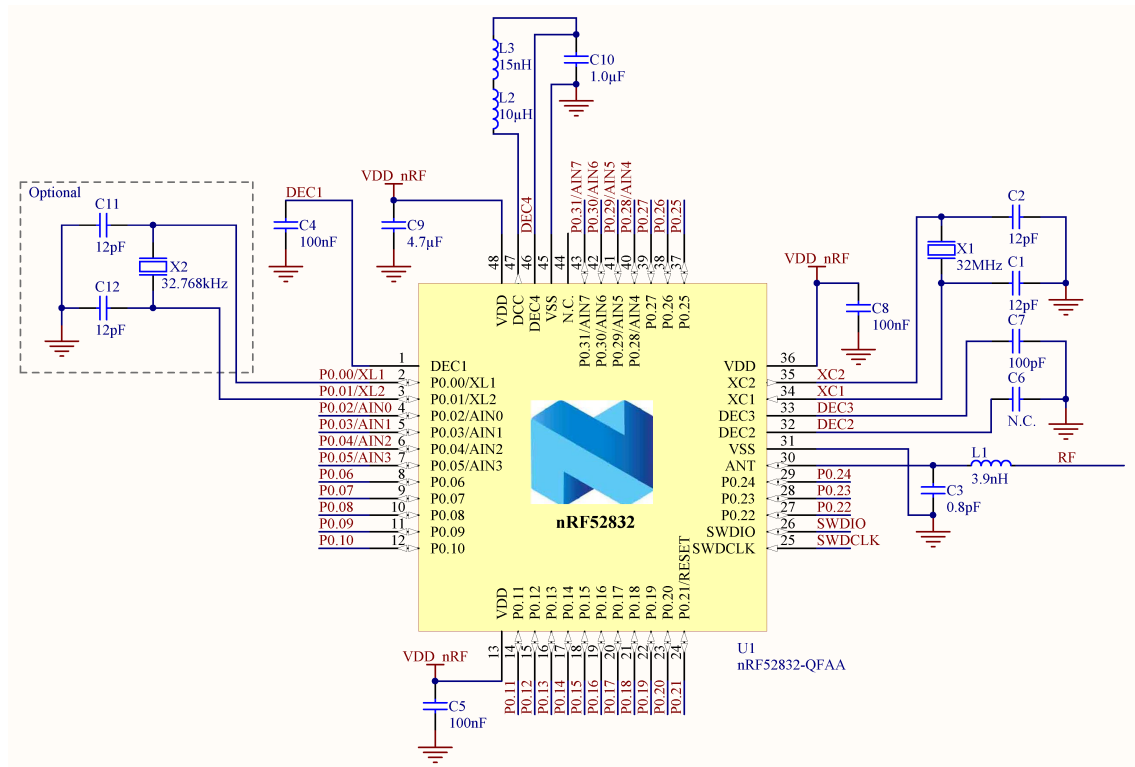 L3
15nH
C10
1.0µF
L2
10µH
DEC4
P0.31/AIN7
P0.30/AIN6
P0.29/AIN5
P0.28/AIN4
P0.27
P0.26
P0.25
Optional
C11
12pF
X2
32.768kHz
C12
12pF
DEC1
C4
100nF
VDD_nRF
C9
4.7µF
48
47
46
45
44
43
42
41
40
39
38
37
VDD
DCC
DEC4
VSS
N.C.
P0.31/AIN7
P0.30/AIN6
P0.29/AIN5
P0.28/AIN4
P0.27
P0.26
P0.25
VDD_nRF
C8
100nF
C2
12pF
X1
32MHz
C1
12pF
C7
100pF
C6
N.C.
1 DEC1
P0.00/XL1 2 P0.00/XL1
P0.01/XL2 3 P0.01/XL2
P0.02/AIN0 4 P0.02/AIN0
P0.03/AIN1 5 P0.03/AIN1
P0.04/AIN2 6 P0.04/AIN2
P0.05/AIN3 7 P0.05/AIN3
P0.06 8 P0.06
P0.07 9 P0.07
P0.08 10 P0.08
P0.09 11 P0.09
P0.10 12 P0.10
nRF52832
VDD 36
XC2 35 XC2
XC1 34 XC1
DEC3 33 DEC3
DEC2 32 DEC2
VSS 31
ANT 30
P0.24 29 P0.24
P0.23 28 P0.23
P0.22 27 P0.22
SWDIO 26 SWDIO
SWDCLK 25 SWDCLK
L1
3.9nH
RF
C3
0.8pF
VDD
P0.11
P0.12
P0.13
P0.14
P0.15
P0.16
P0.17
P0.18
P0.19
P0.20
P0.21/RESET
13
14
15
16
17
18
19
20
21
22
23
24
P0.11
P0.12
P0.13
P0.14
P0.15
P0.16
P0.17
P0.18
P0.19
P0.20
P0.21
VDD_nRF
C5
100nF
U1
nRF52832-QFAA